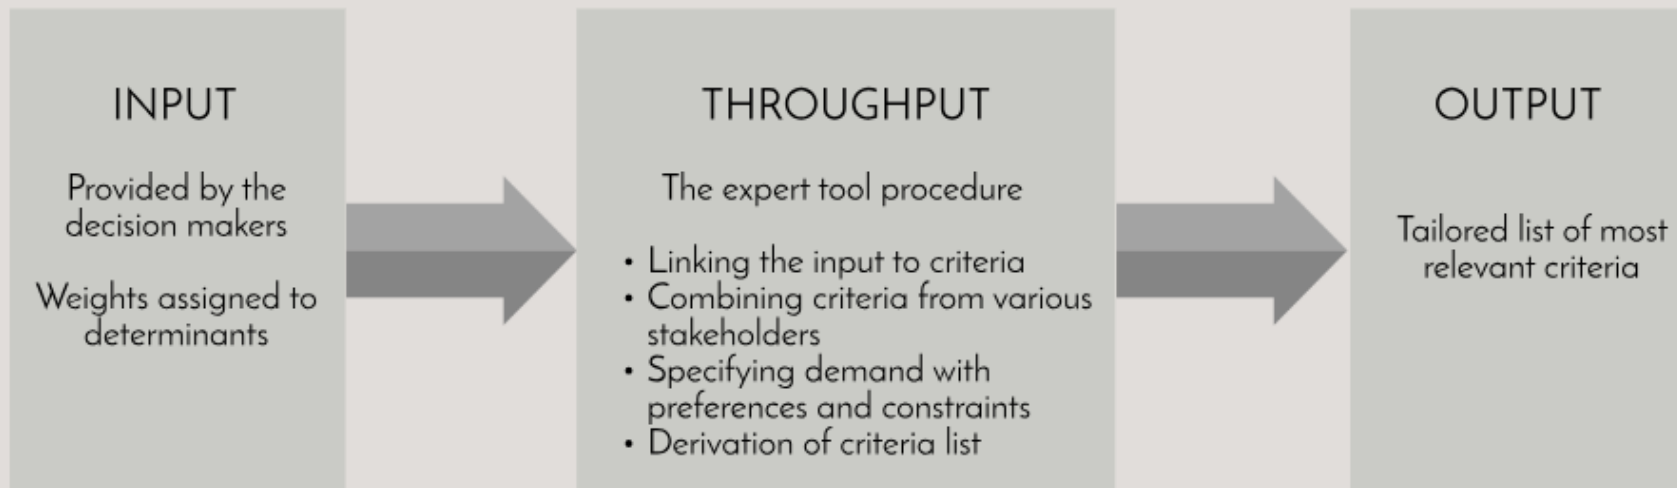 INPUT
Provided by the
decision makers
Weights assigned to
determinants
THROUGHPUT
The expert tool procedure
• Linking the input to criteria
• Combining criteria from various
stakeholders
• Specifying demand with
preferences and constraints
• Derivation of criteria list
OUTPUT
Tailored list of most
relevant criteria